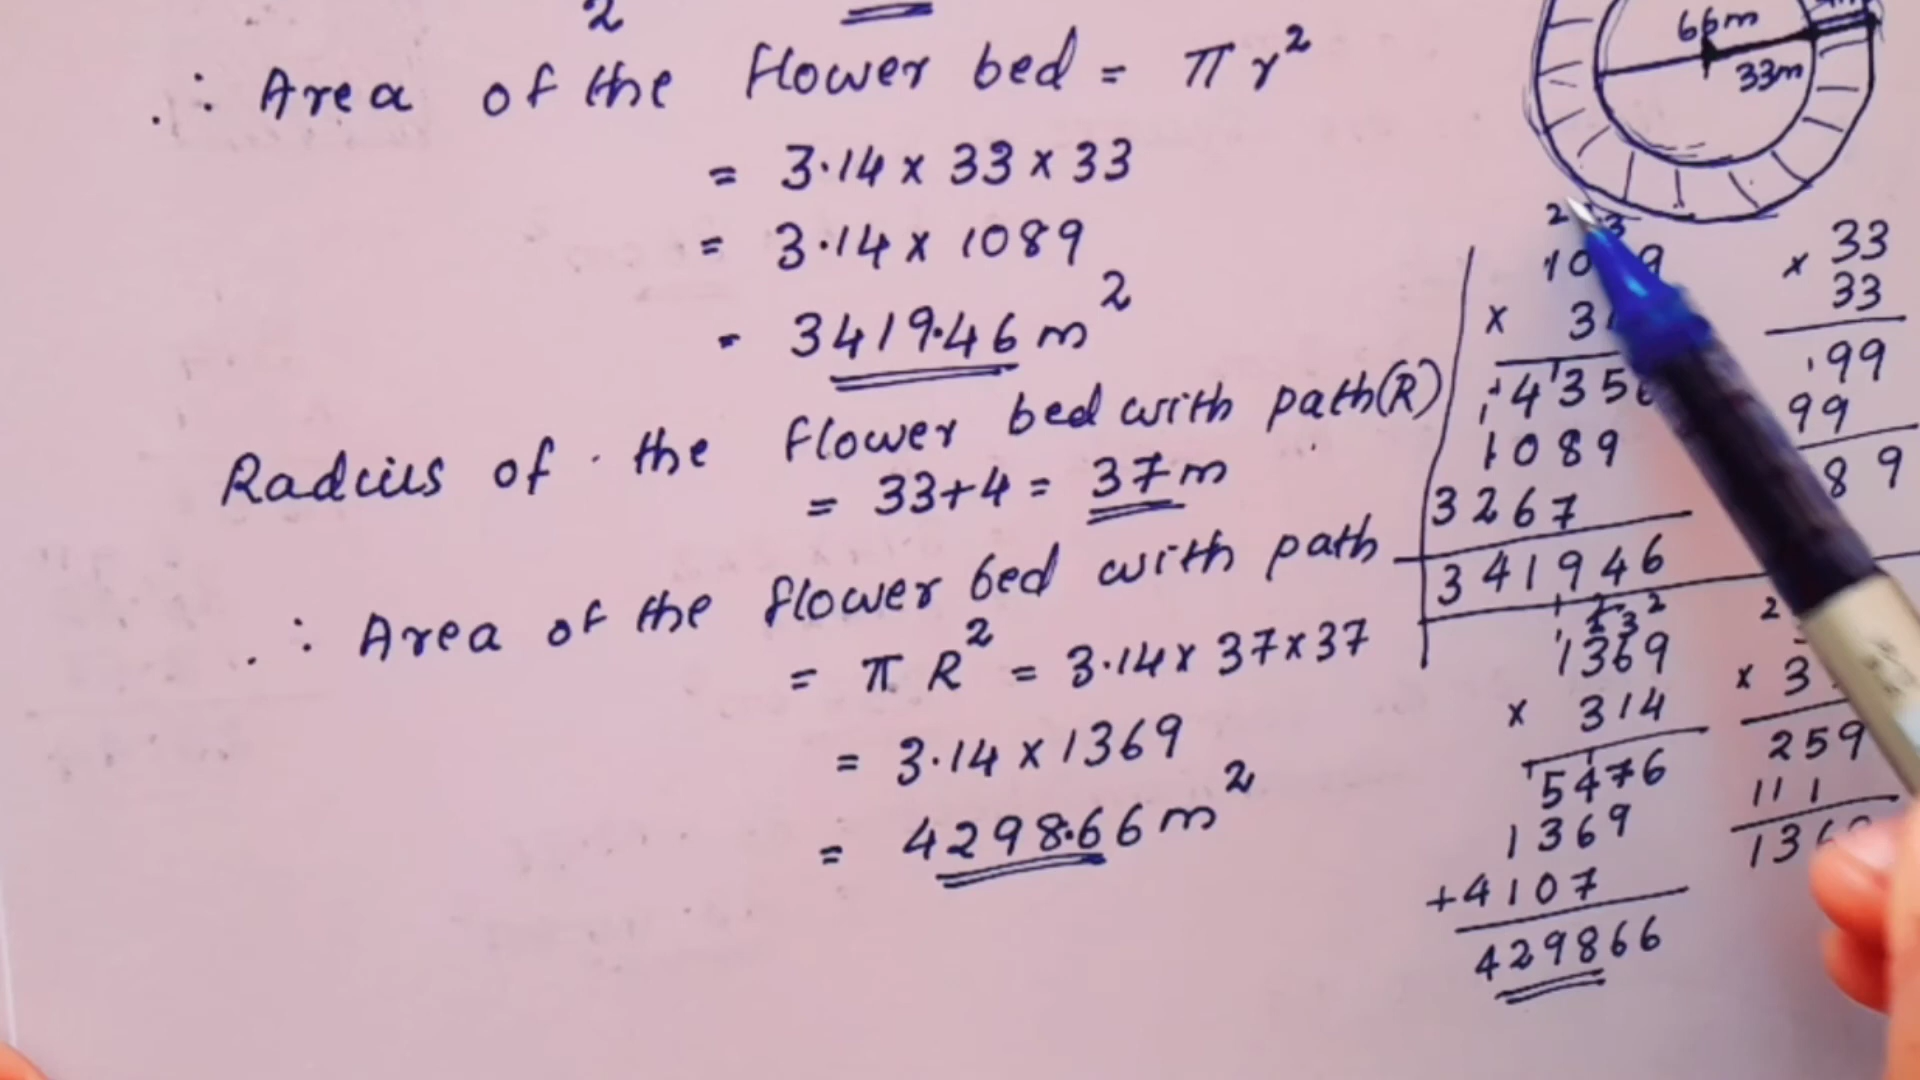 2
∴ Area of the flower bed = πr²
= 3.14 x 33 x 33
= 3.14 x 1089
= 3419.46 m²
Radius of the flower bed with path (R)
= 33+4 = 37 m
∴ Area of the flower bed with path
= πR² = 3.14 x 37 x 37
= 3.14 x 1369
= 4298.66 m²
66m
33m
4356
1089
3267
341946
33
x 33
99
99
89
1369
x 314
5476
1369
+4107
429866
259
111